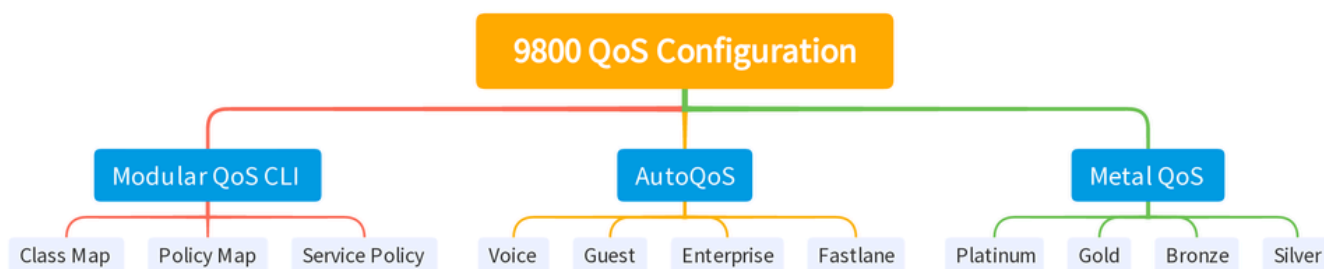 9800 QoS Configuration
Modular QoS CLI
AutoQoS
Metal QoS
Class Map
Policy Map
Service Policy
Voice
Guest
Enterprise
Fastlane
Platinum
Gold
Bronze
Silver